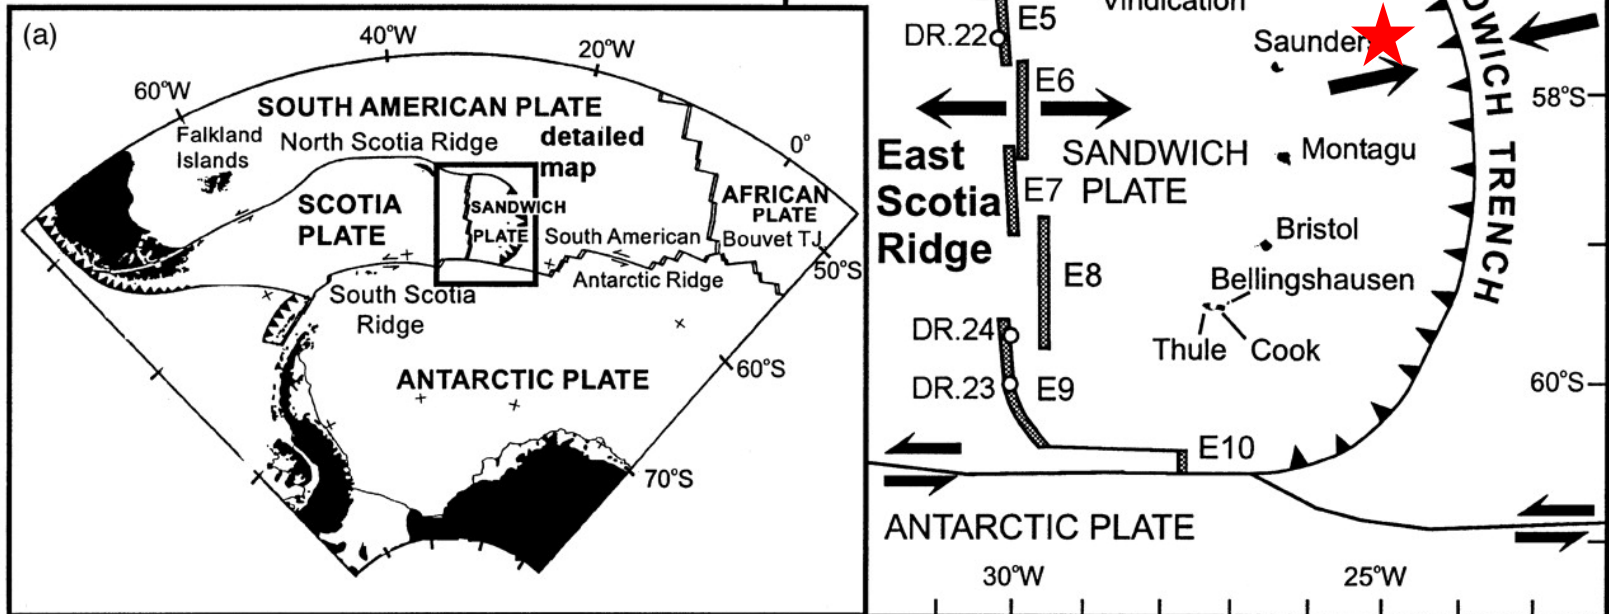 (a)
40°W
20°W
60°W
0°
SOUTH AMERICAN PLATE
Falkland
Islands
North Scotia Ridge
detailed
map
SCOTIA
PLATE
SANDWICH
PLATE
AFRICAN
PLATE
South American
Bouvet TJ
Antarctic Ridge
50°S
South Scotia
Ridge
60°S
ANTARCTIC PLATE
70°S
Vindication
E5
DR.22
Saunders
E6
58°S
East
Scotia
Ridge
SANDWICH
PLATE
Montagu
E7
Bristol
E8
Bellingshausen
DR.24
Thule
Cook
DR.23
E9
60°S
E10
DWICH TRENCH
ANTARCTIC PLATE
30°W
25°W